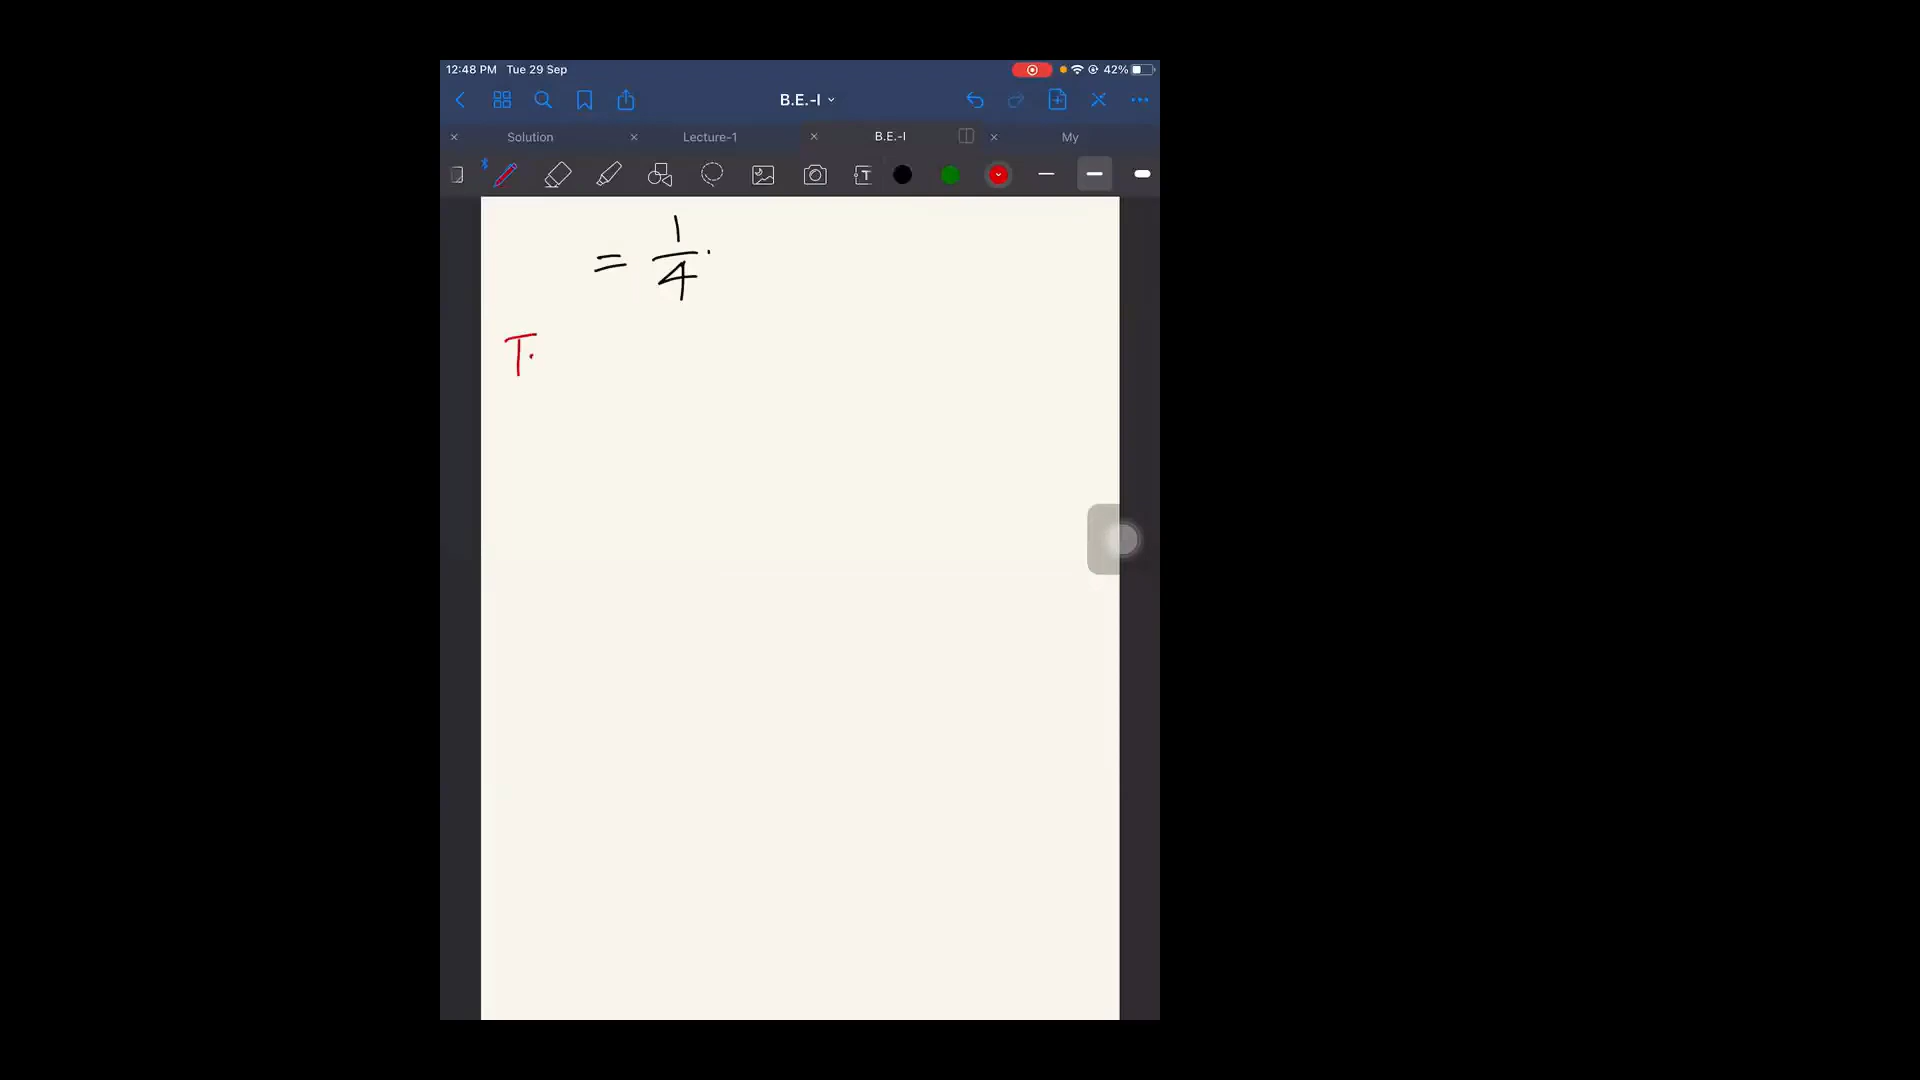 12:48 PM Tue 29 Sep 42%
B.E.-I
Solution Lecture-1 B.E.-I My
T
= 1/4 .
T.